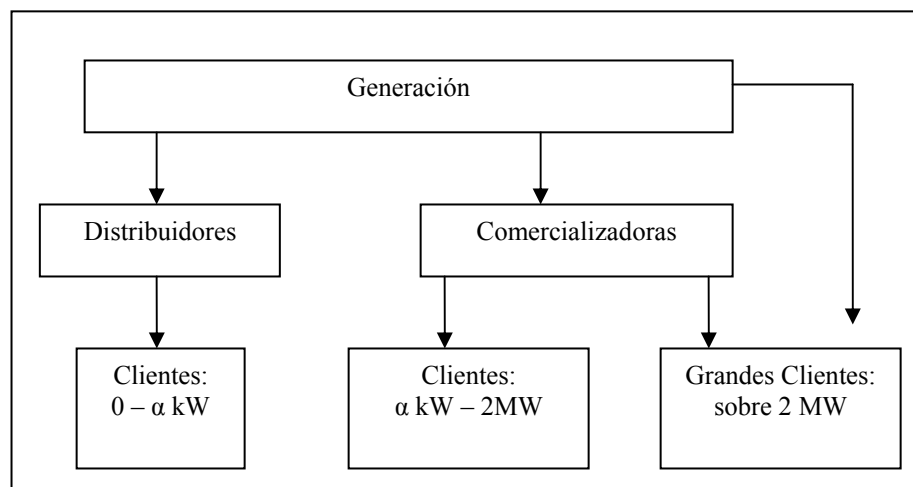 Generación
Distribuidores
Comercializadoras
Clientes:
0 – α kW
Clientes:
α kW – 2MW
Grandes Clientes:
sobre 2 MW